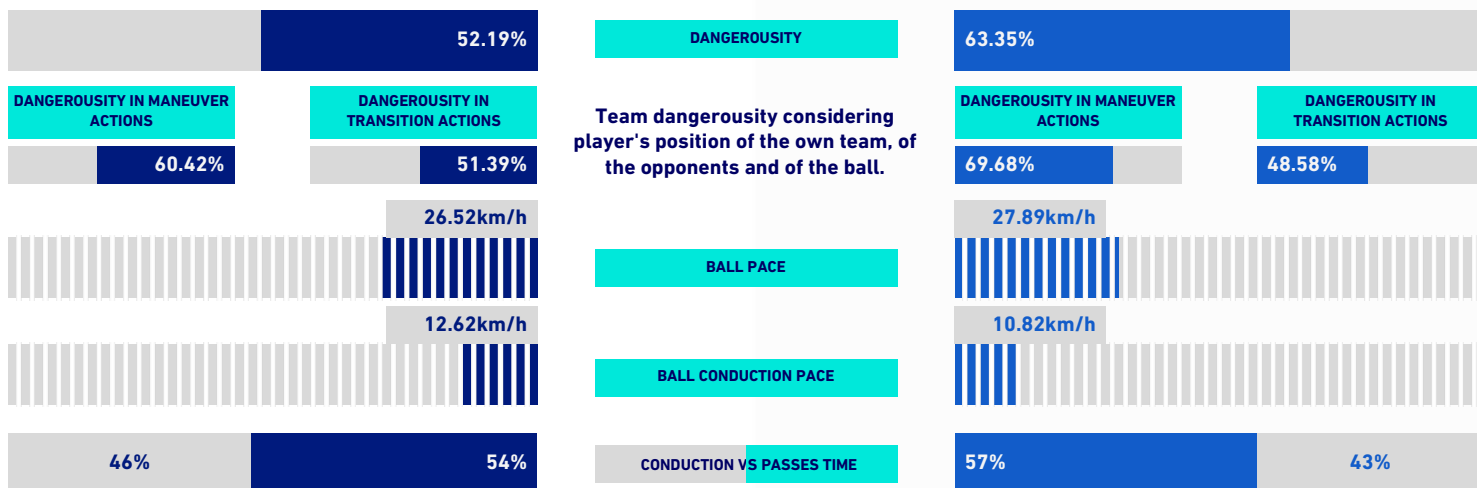 52.19%
DANGEROUSITY
63.35%
DANGEROUSITY IN MANEUVER
ACTIONS
DANGEROUSITY IN
TRANSITION ACTIONS
60.42%
51.39%
Team dangerousity considering
player's position of the own team, of
the opponents and of the ball.
DANGEROUSITY IN MANEUVER
ACTIONS
DANGEROUSITY IN
TRANSITION ACTIONS
69.68%
48.58%
26.52km/h
BALL PACE
27.89km/h
12.62km/h
BALL CONDUCTION PACE
10.82km/h
46%
54%
CONDUCTION VS PASSES TIME
57%
43%